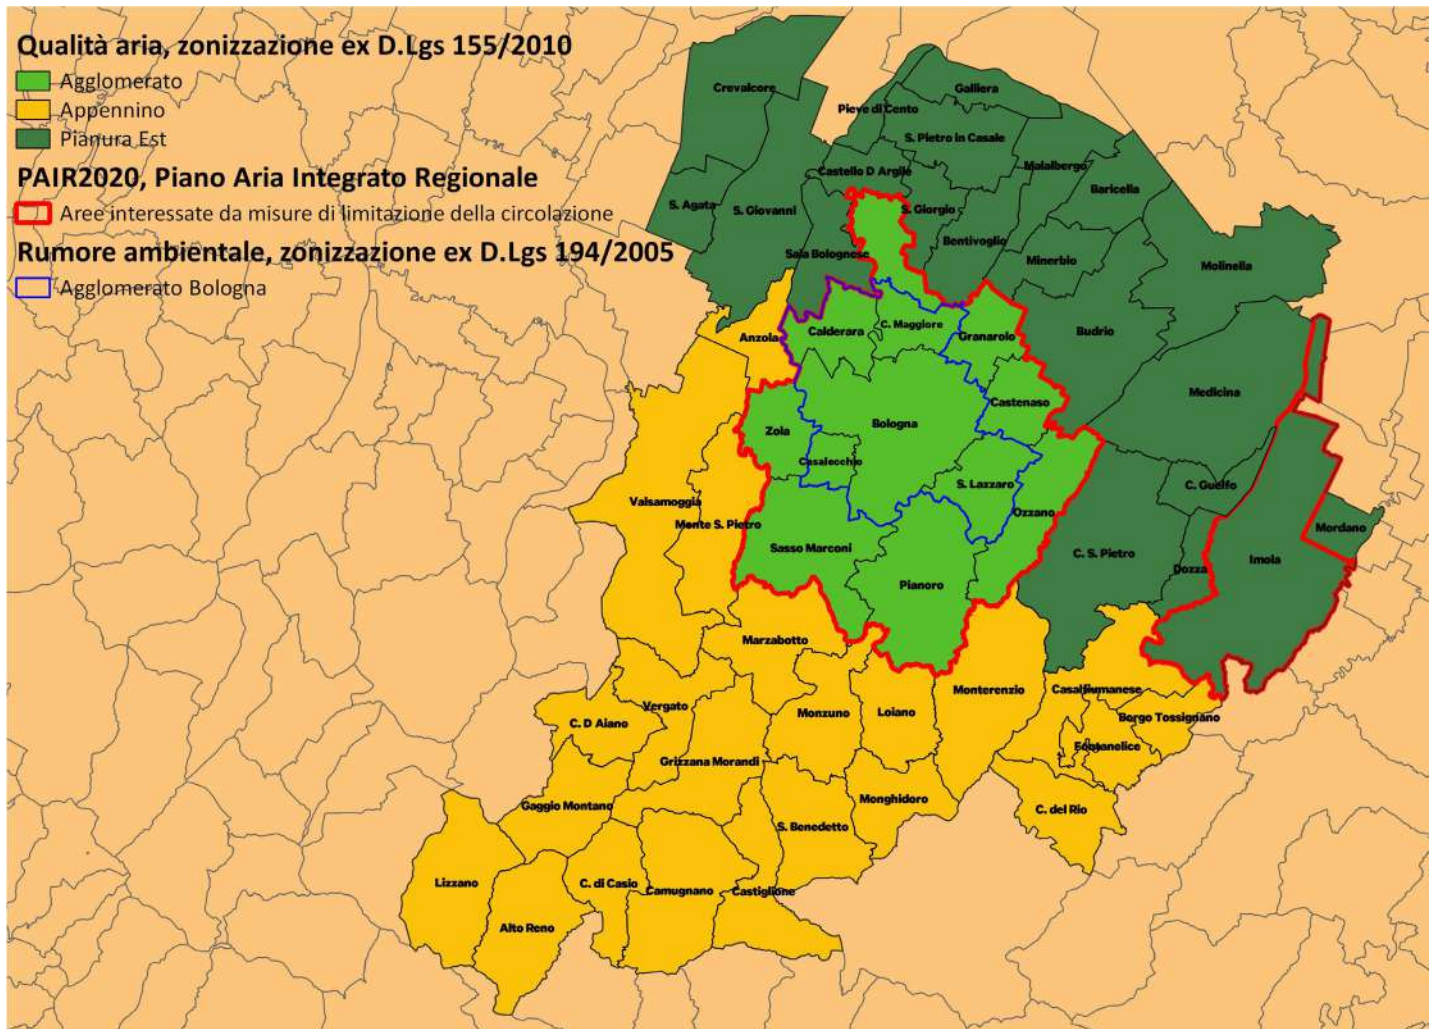 Qualità aria, zonizzazione ex D.Lgs 155/2010
Agglomerato
Appennino
Pianura Est
PAIR2020, Piano Aria Integrato Regionale
Aree interessate da misure di limitazione della circolazione
Rumore ambientale, zonizzazione ex D.Lgs 194/2005
Agglomerato Bologna
Crevalcore
Galliera
Pieve di Cento
S. Pietro in Casale
Malalbergo
Castello D Argile
Baricella
S. Agata
S. Giovanni
S. Giorgio
Bentivoglio
Sala Bolognese
Minerbio
Molinella
Calderara
C. Maggiore
Anzola
Granarolo
Budrio
Medicina
Castenaso
Bologna
Zola
Casalecchio
S. Lazzaro
C. Guelfo
Valsamoggia
Monte S. Pietro
Ozzano
Mordano
Sasso Marconi
C. S. Pietro
Dozza
Imola
Pianoro
Marzabotto
Monterenzio
Casalfiumanese
Vergato
Monzuno
Loiano
Borgo Tossignano
C. D Aiano
Fontanelice
Grizzana Morandi
Gaggio Montano
Monghidoro
C. del Rio
S. Benedetto
Lizzano
C. di Casio
Camugnano
Castiglione
Alto Reno